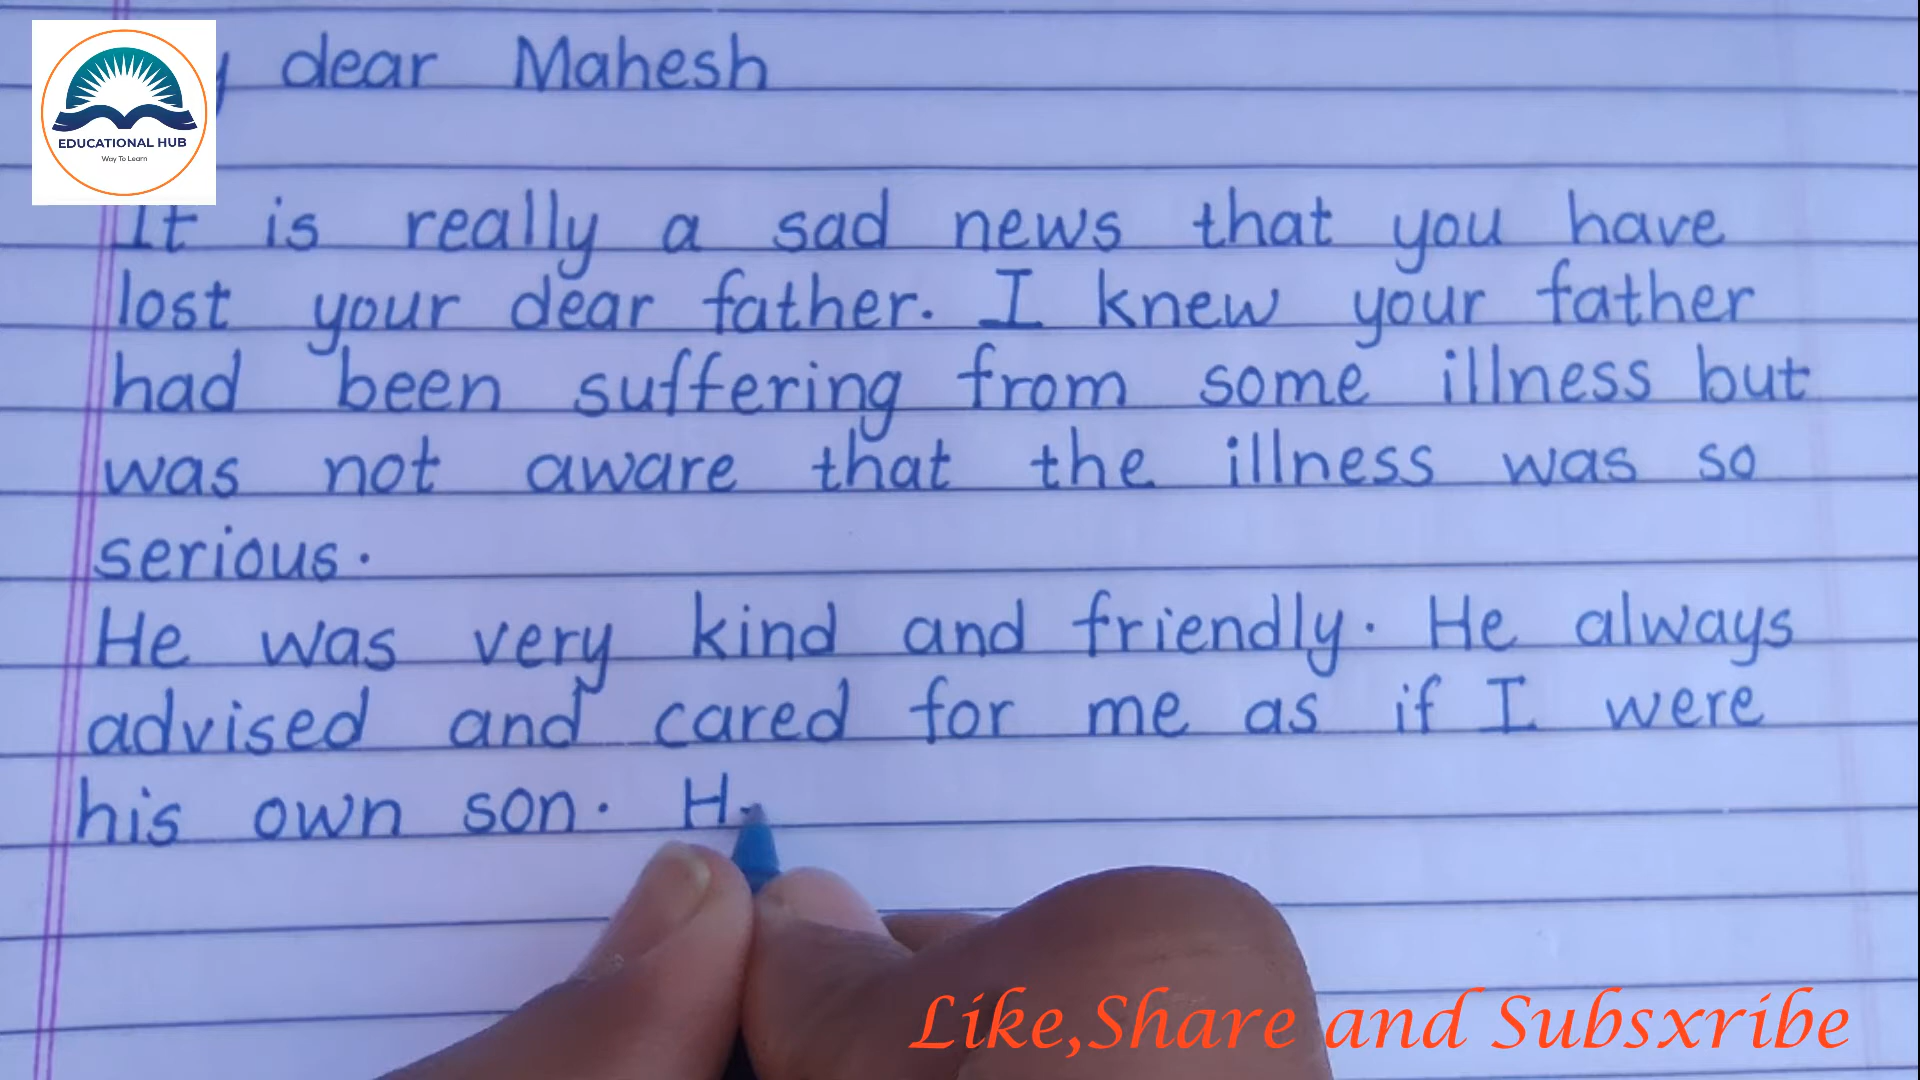 dear Mahesh
EDUCATIONAL HUB
Way To Learn
It is really a sad news that you have
lost your dear father. I knew your father
had been suffering from some illness but
was not aware that the illness was so
serious.
He was very kind and friendly. He always
advised and cared for me as if I were
his own son. H
Like,Share and Subsxribe